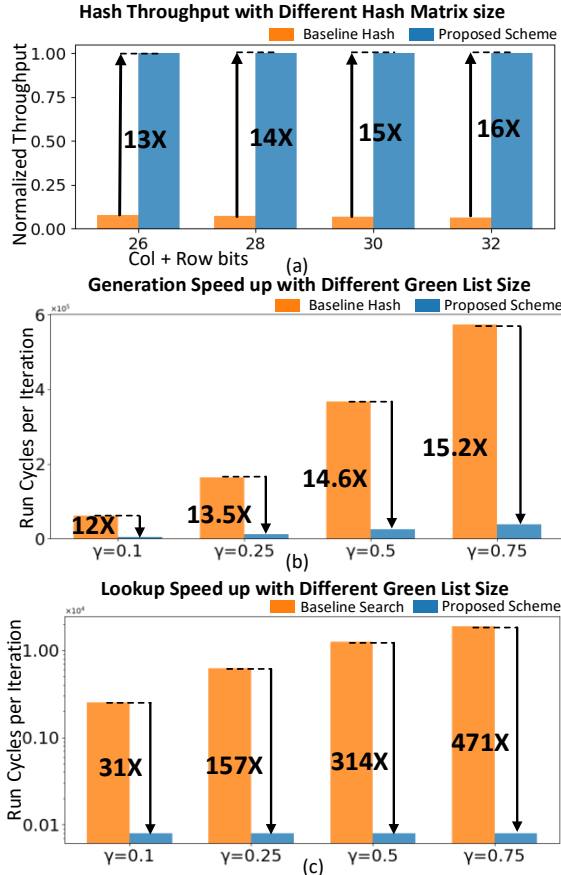 Hash Throughput with Different Hash Matrix size
Baseline Hash Proposed Scheme
Normalized Throughput
1.00
0.75
0.50
0.25
0.00
13X 14X 15X 16X
26 28 30 32
Col + Row bits
(a)
Generation Speed up with Different Green List Size
×10⁵
Baseline Hash Proposed Scheme
Run Cycles per Iteration
6
4
2
0
12X 13.5X 14.6X 15.2X
γ=0.1 γ=0.25 γ=0.5 γ=0.75
(b)
Lookup Speed up with Different Green List Size
×10⁴
Baseline Search Proposed Scheme
Run Cycles per Iteration
1.00
0.10
0.01
31X 157X 314X 471X
γ=0.1 γ=0.25 γ=0.5 γ=0.75
(c)